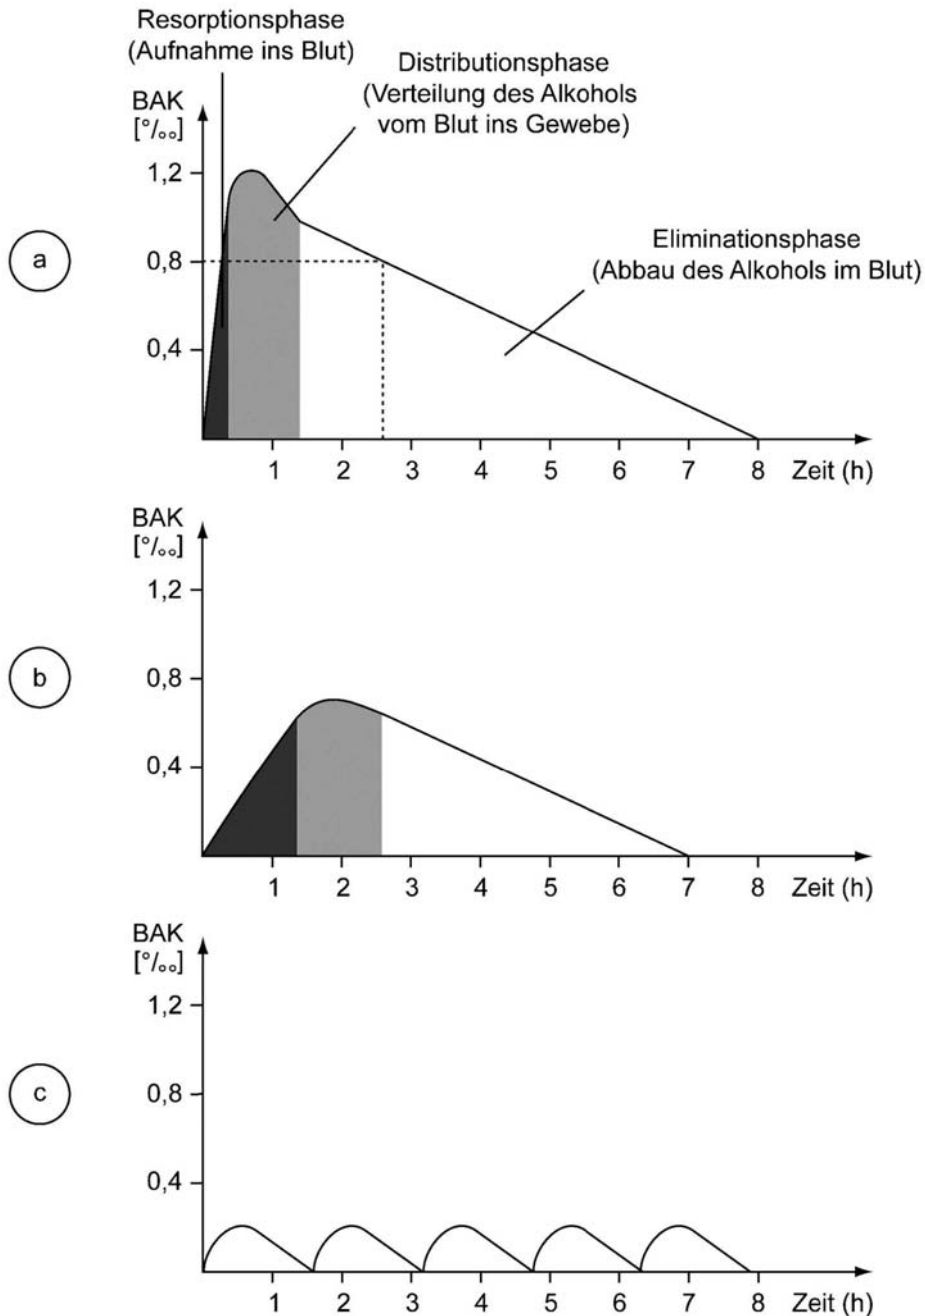 Resorptionsphase
(Aufnahme ins Blut)
Distributionsphase
(Verteilung des Alkohols
vom Blut ins Gewebe)
BAK
[°/₀₀]
1,2
a
0,8
Eliminationsphase
(Abbau des Alkohols im Blut)
0,4
1 2 3 4 5 6 7 8 Zeit (h)
BAK
[°/₀₀]
1,2
b
0,8
0,4
1 2 3 4 5 6 7 8 Zeit (h)
BAK
[°/₀₀]
1,2
c
0,8
0,4
1 2 3 4 5 6 7 8 Zeit (h)